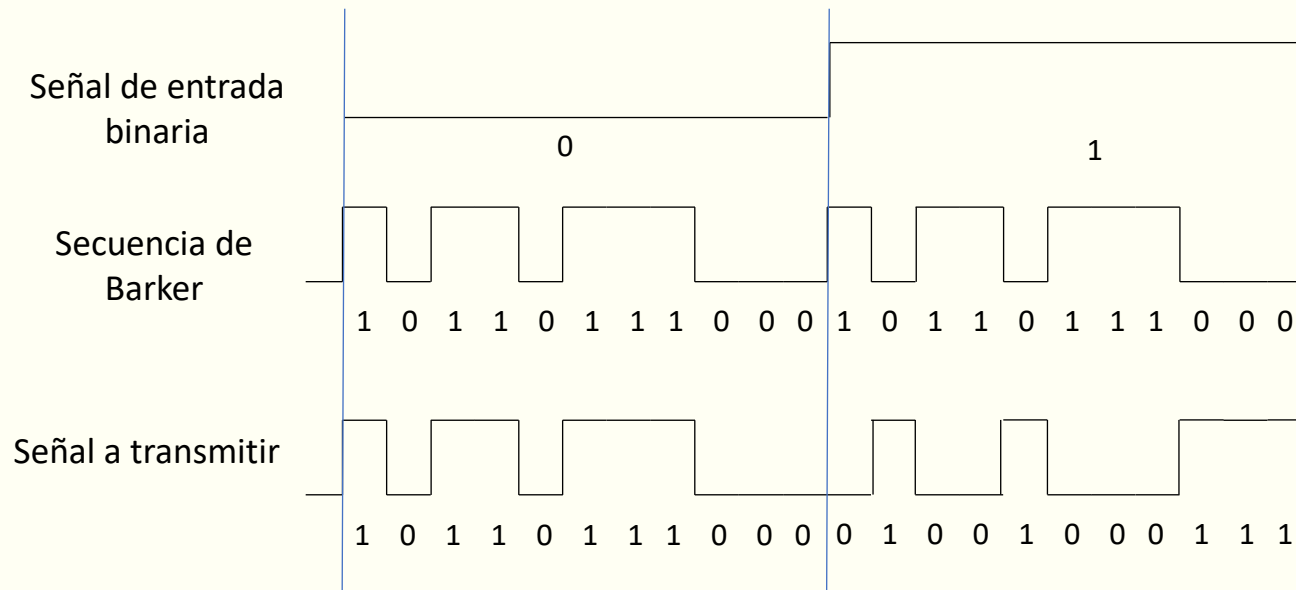 Señal de entrada
binaria
0
1
Secuencia de
Barker
1 0 1 1 0 1 1 1 0 0 0 1 0 1 1 0 1 1 1 0 0 0
Señal a transmitir
1 0 1 1 0 1 1 1 0 0 0 0 1 0 0 1 0 0 0 1 1 1